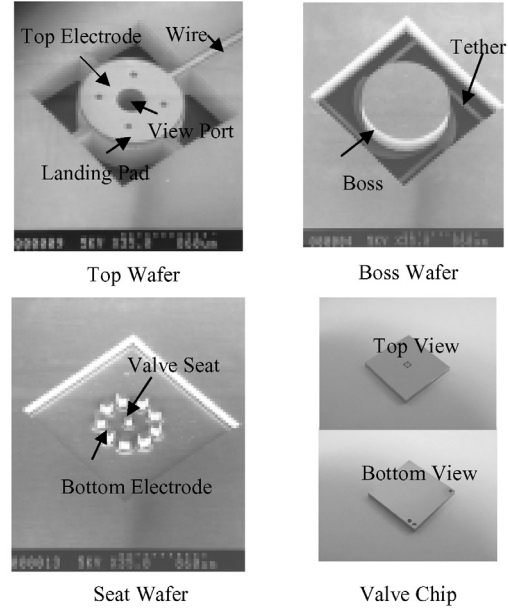 Top Electrode
Wire
View Port
Landing Pad
Top Wafer
Tether
Boss
Boss Wafer
Valve Seat
Bottom Electrode
Seat Wafer
Top View
Bottom View
Valve Chip